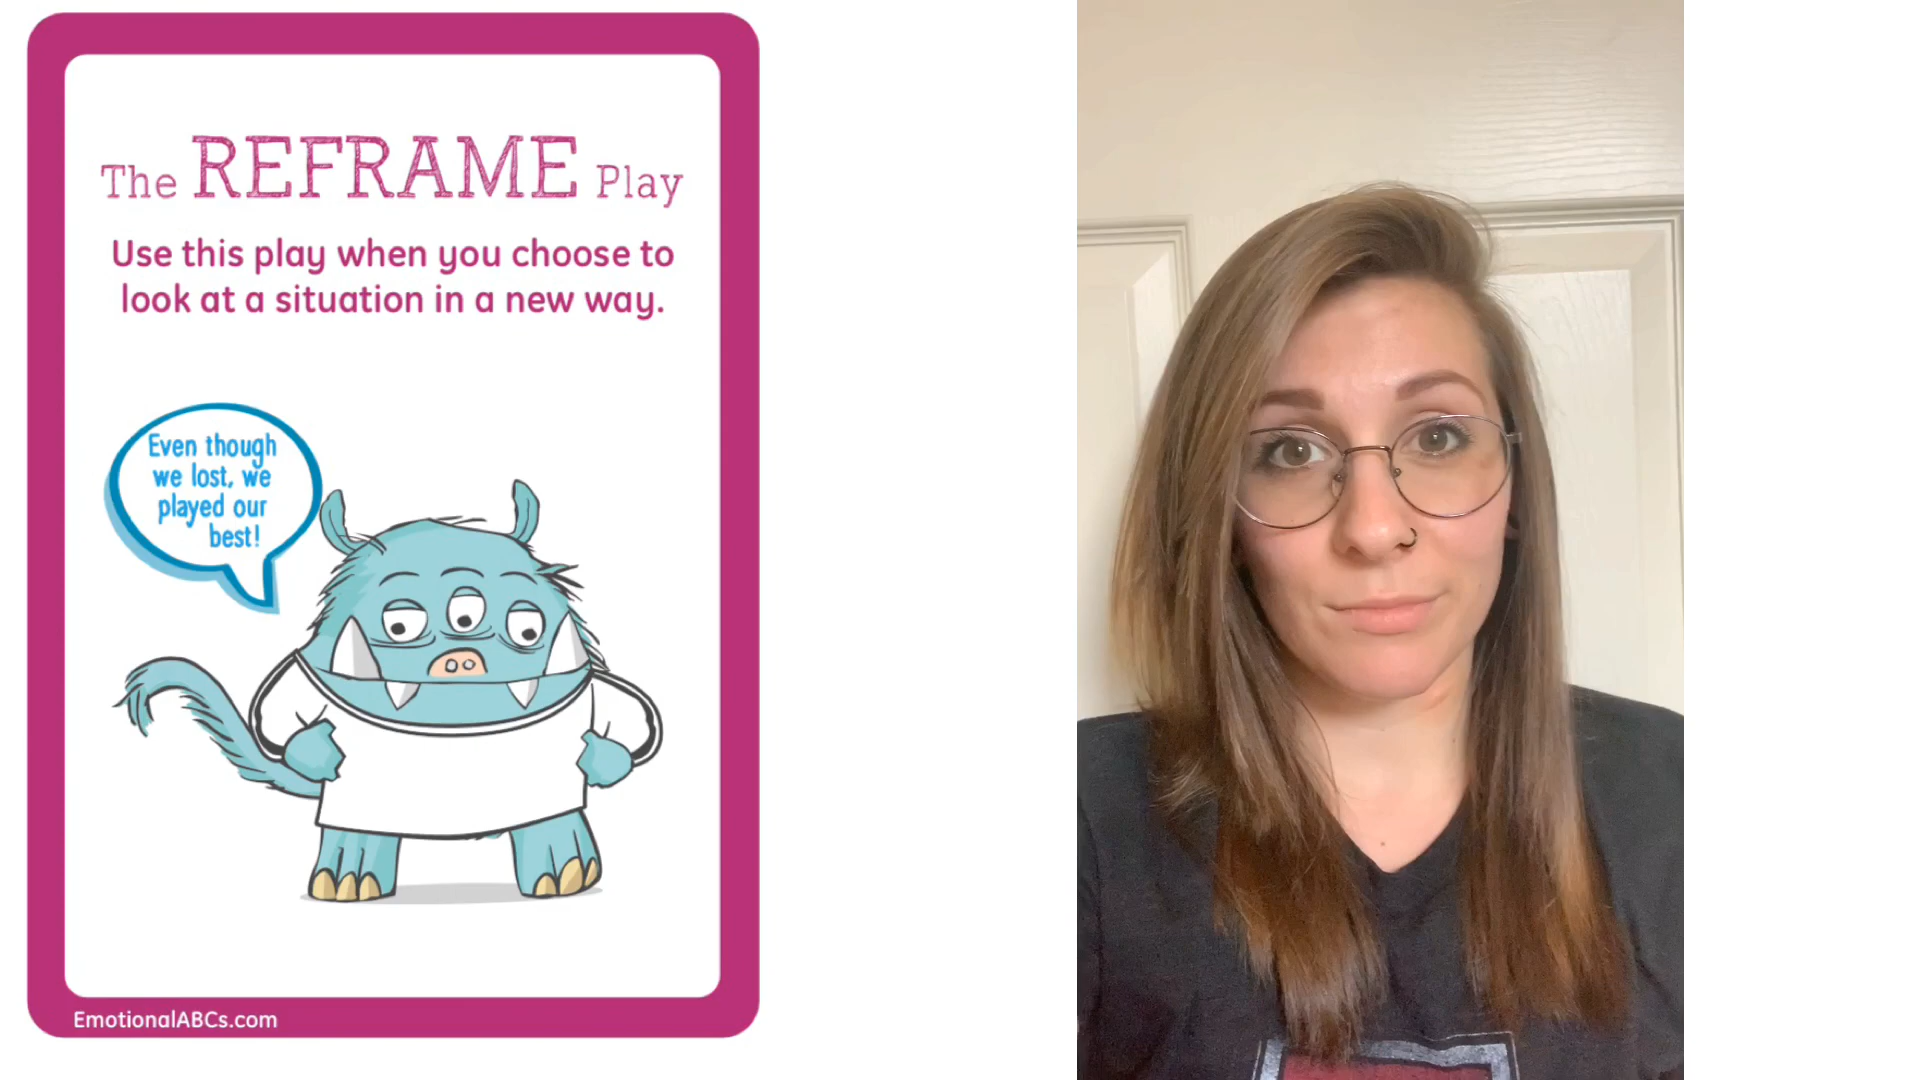 The REFRAME Play
Use this play when you choose to
look at a situation in a new way.
Even though
we lost, we
played our
best!
EmotionalABCs.com